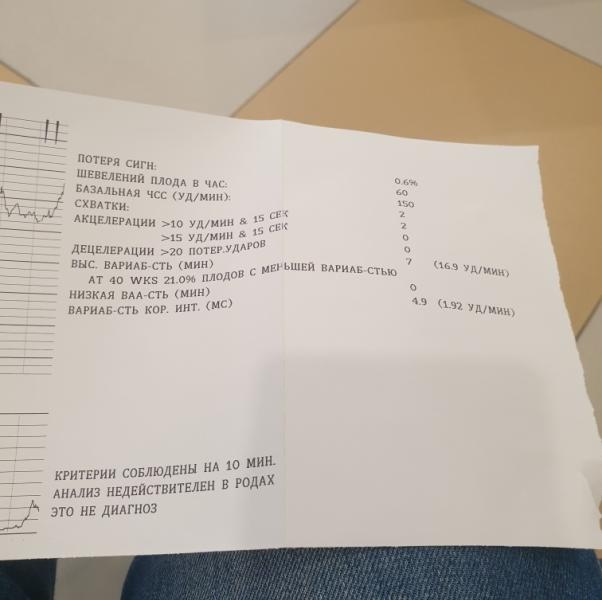 ПОТЕРЯ СИГН: 0.6%
ШЕВЕЛЕНИЙ ПЛОДА В ЧАС: 60
БАЗАЛЬНАЯ ЧСС (УД/МИН): 150
СХВАТКИ: 2
АКЦЕЛЕРАЦИИ >10 УД/МИН & 15 СЕК 2
>15 УД/МИН & 15 СЕК 0
ДЕЦЕЛЕРАЦИИ >20 ПОТЕР.УДАРОВ 0
ВЫС. ВАРИАБ-СТЬ (МИН) 7 (16.9 УД/МИН)
AT 40 WKS 21.0% ПЛОДОВ С МЕНЬШЕЙ ВАРИАБ-СТЬЮ
НИЗКАЯ ВАА-СТЬ (МИН) 0
ВАРИАБ-СТЬ КОР. ИНТ. (МС) 4.9 (1.92 УД/МИН)
КРИТЕРИИ СОБЛЮДЕНЫ НА 10 МИН.
АНАЛИЗ НЕДЕЙСТВИТЕЛЕН В РОДАХ
ЭТО НЕ ДИАГНОЗ